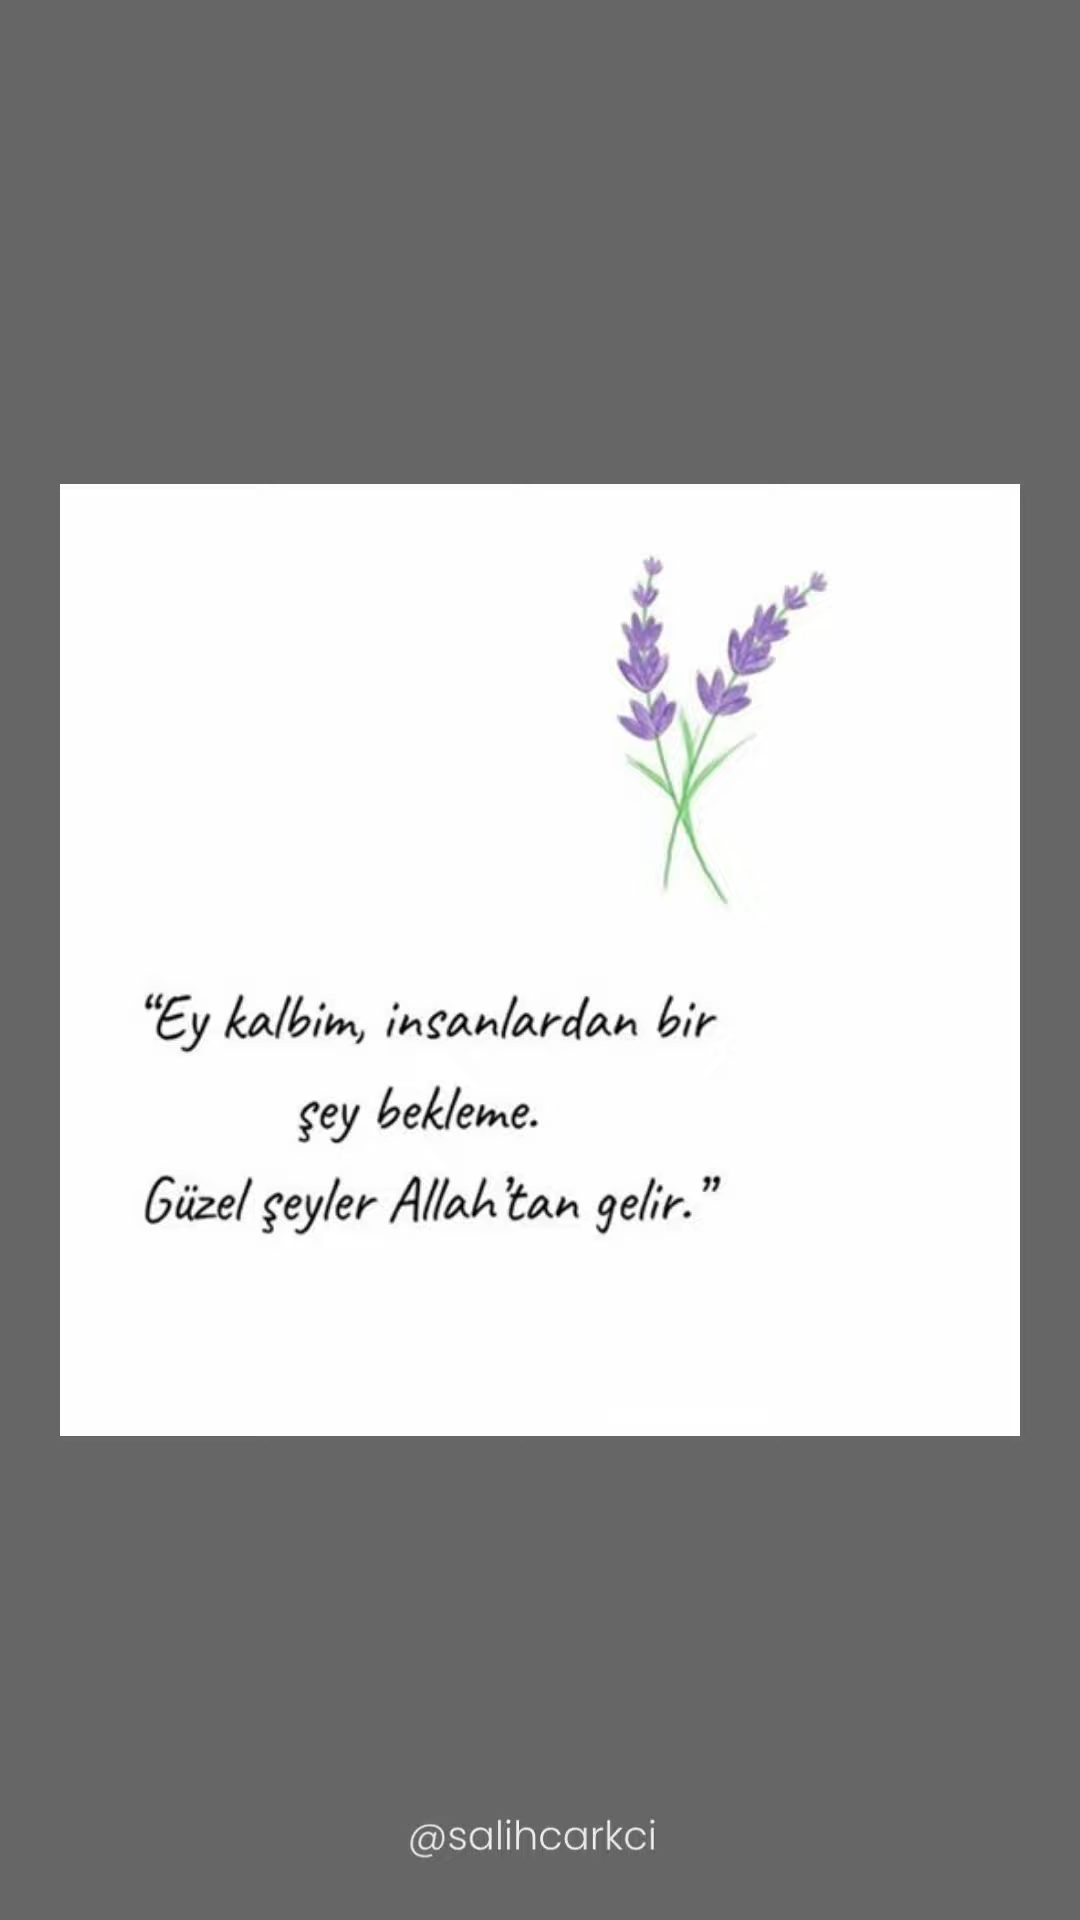 “Ey kalbim, insanlardan bir
şey bekleme.
Güzel şeyler Allah’tan gelir.”
@salihcarkci